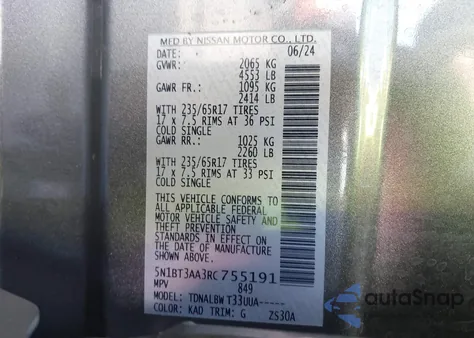 MFD BY NISSAN MOTOR CO., LTD.
DATE: 06/24
GVWR: 2065 KG
4553 LB
GAWR FR.: 1095 KG
2414 LB
WITH 235/65R17 TIRES
17 x 7.5 RIMS AT 36 PSI
COLD SINGLE
GAWR RR.: 1025 KG
2260 LB
WITH 235/65R17 TIRES
17 x 7.5 RIMS AT 33 PSI
COLD SINGLE
THIS VEHICLE CONFORMS TO
ALL APPLICABLE FEDERAL
MOTOR VEHICLE SAFETY AND
THEFT PREVENTION
STANDARDS IN EFFECT ON
THE DATE OF MANUFACTURE
SHOWN ABOVE.
5N1BT3AA3RC755191
MPV 849
MODEL: TDNALBW T33UUA-----
COLOR: KAD TRIM: G ZS30A
autoSnap